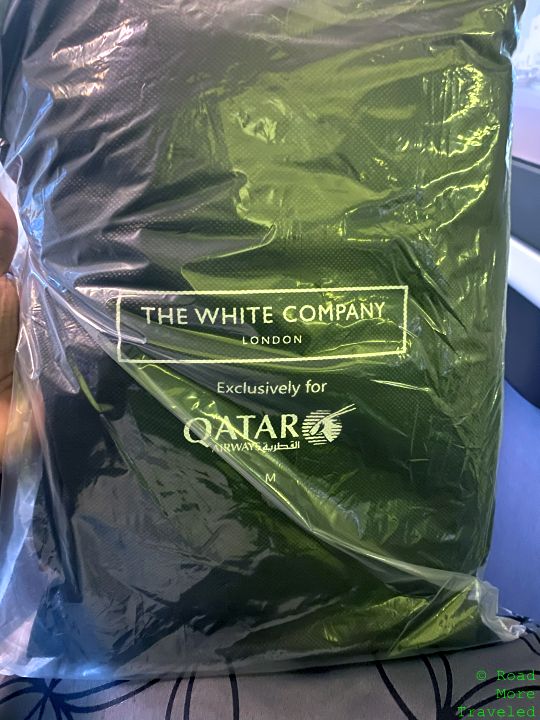 THE WHITE COMPANY
LONDON
Exclusively for
QATAR
AIRWAYS القطرية
M
© Road
More
Traveled